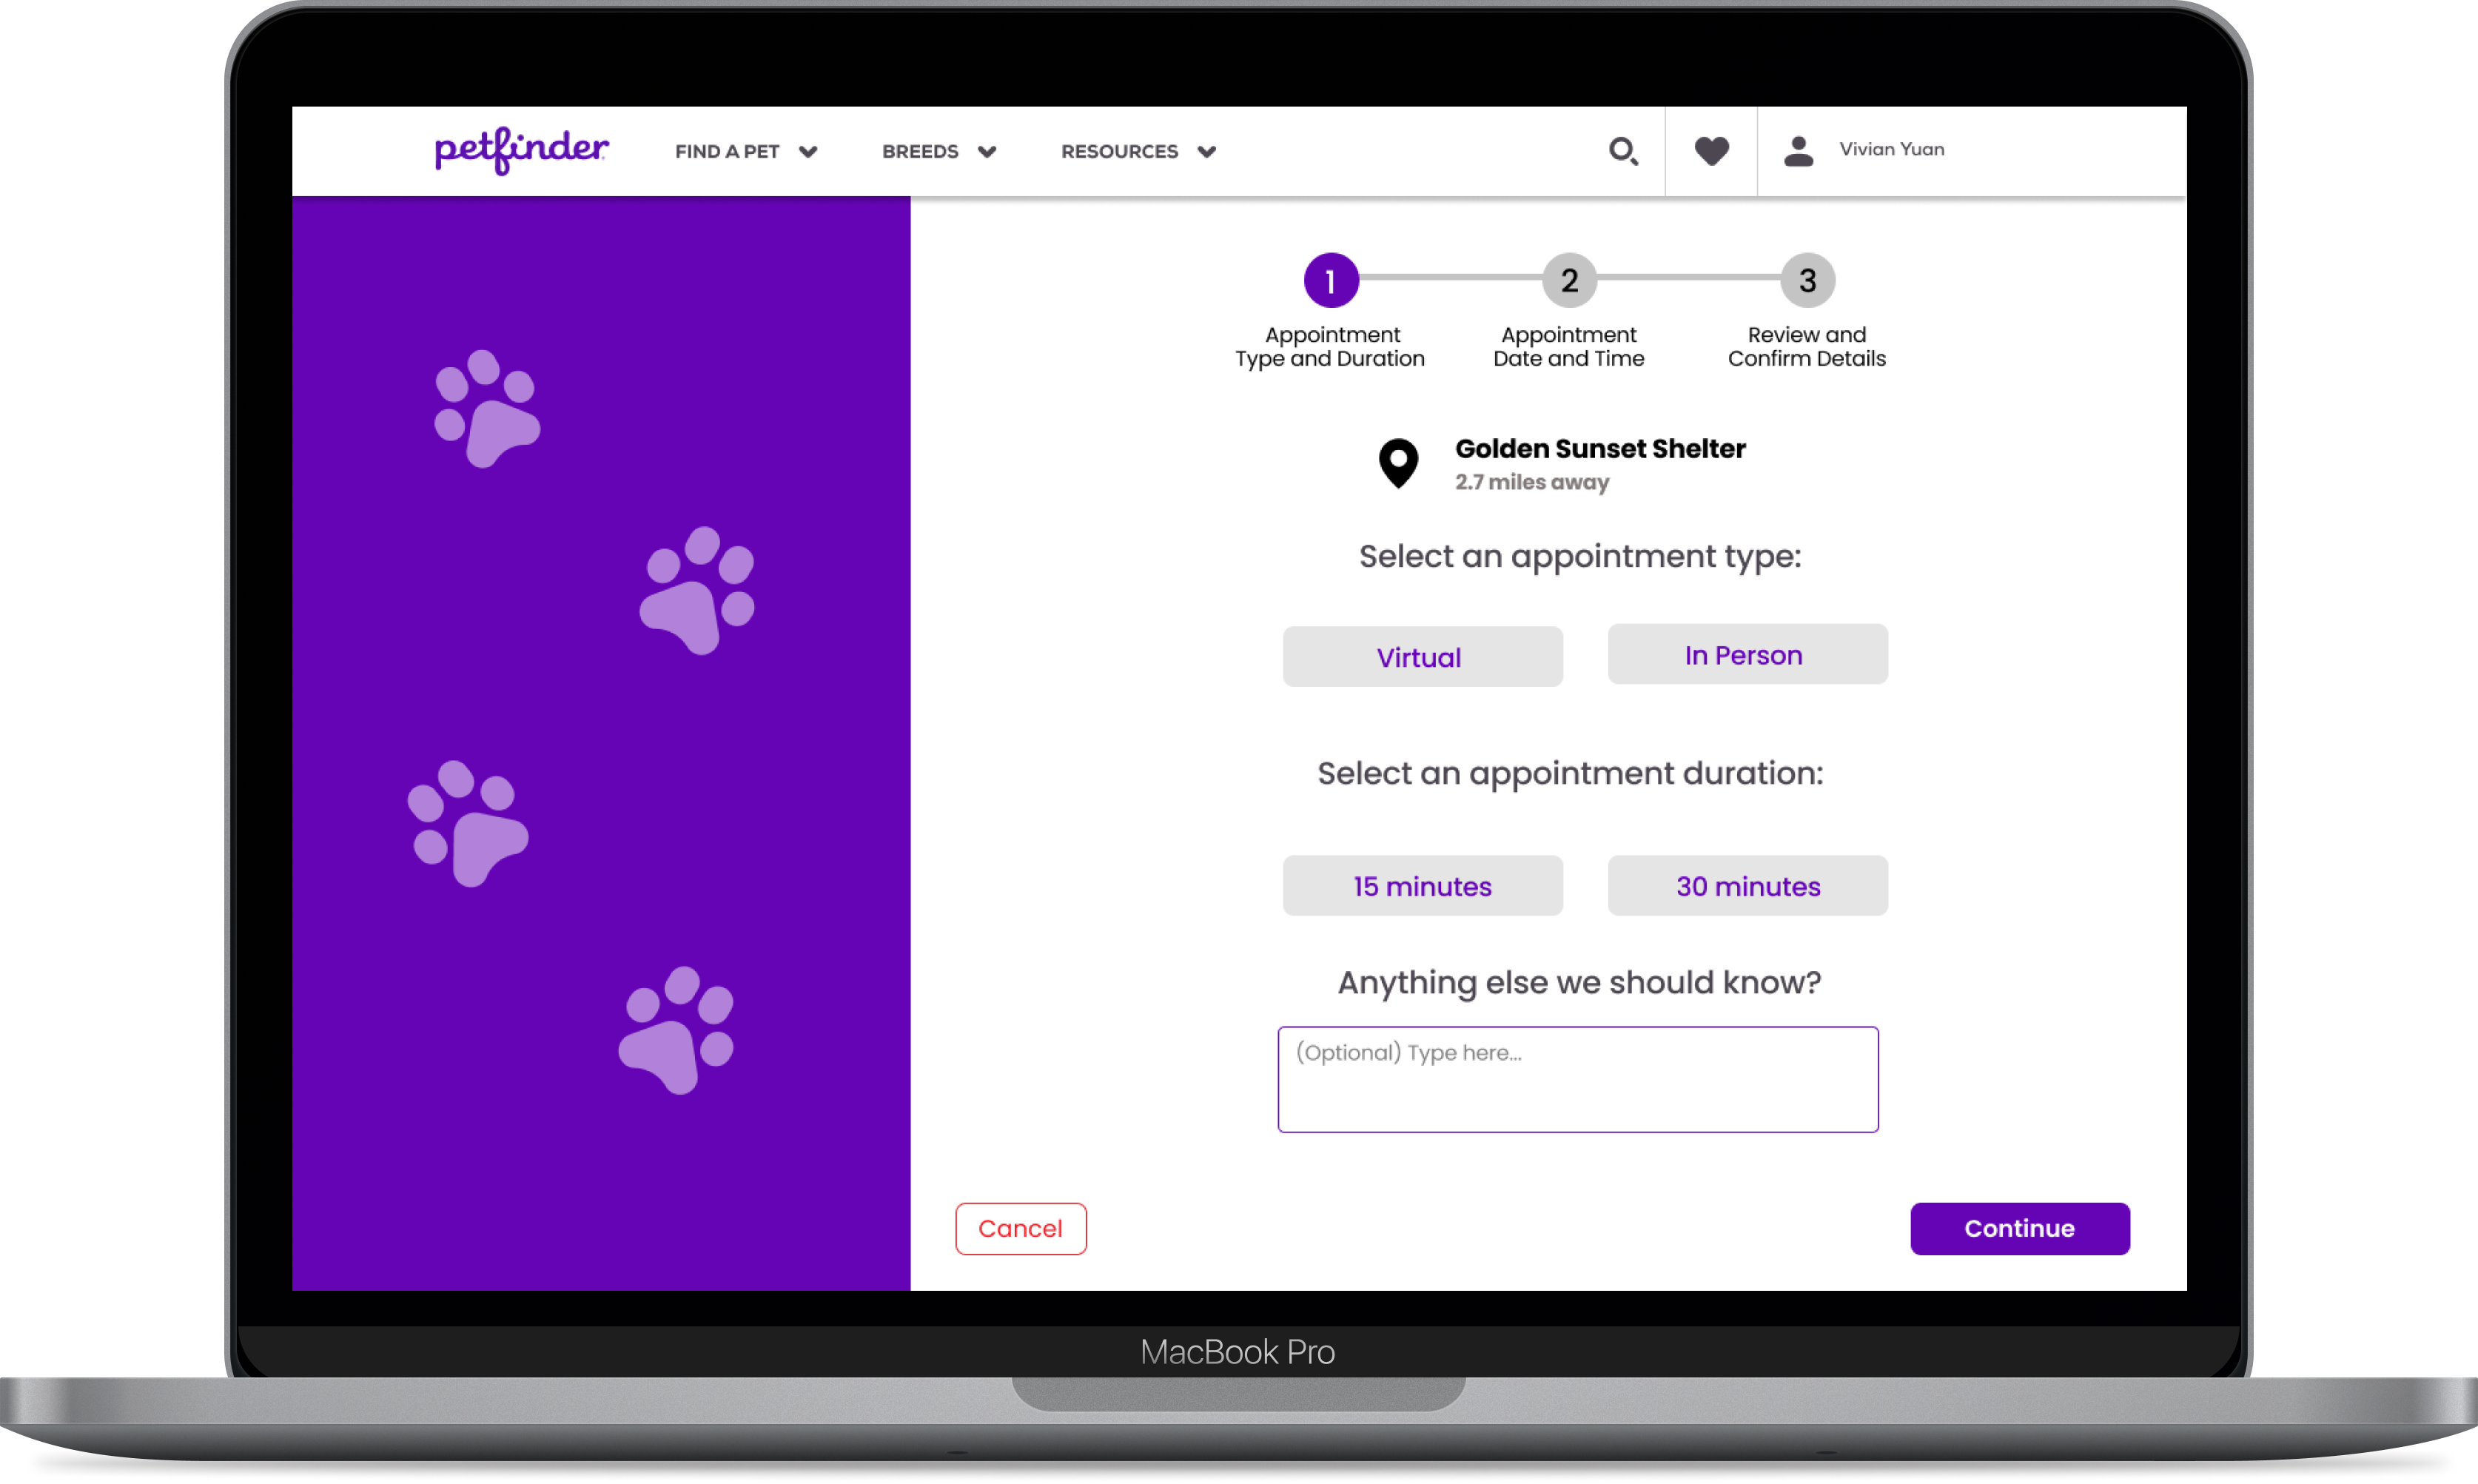 petfinder
FIND A PET
BREEDS
RESOURCES
Vivian Yuan
1
2
3
Appointment
Type and Duration
Appointment
Date and Time
Review and
Confirm Details
Golden Sunset Shelter
2.7 miles away
Select an appointment type:
Virtual
In Person
Select an appointment duration:
15 minutes
30 minutes
Anything else we should know?
(Optional) Type here...
Cancel
Continue
MacBook Pro